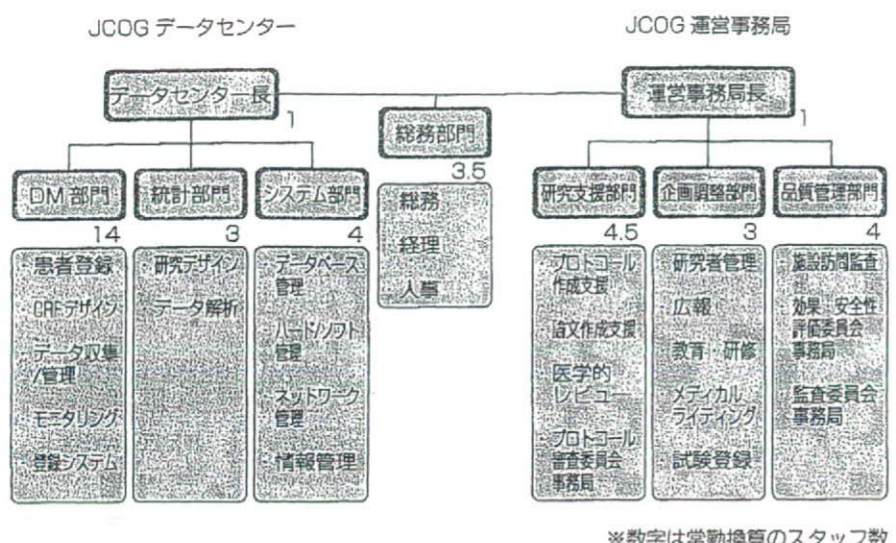 JCOG データセンター
JCOG 運営事務局
データセンター長
1
運営事務局長
1
総務部門
3.5
総務
経理
人事
DM 部門
14
患者登録
CRFデザイン
データ収集
/管理
モニタリング
登録システム
統計部門
3
研究デザイン
データ解析
システム部門
4
データベース
管理
ハード/ソフト
管理
ネットワーク
管理
情報管理
研究支援部門
4.5
プロトコール
作成支援
論文作成支援
医学的
レビュー
プロトコール
審査委員会
事務局
企画調整部門
3
研究者管理
広報
教育・研修
メディカル
ライティング
試験登録
品質管理部門
4
施設訪問監査
効果・安全性
評価委員会
事務局
監査委員会
事務局
※数字は常勤換算のスタッフ数